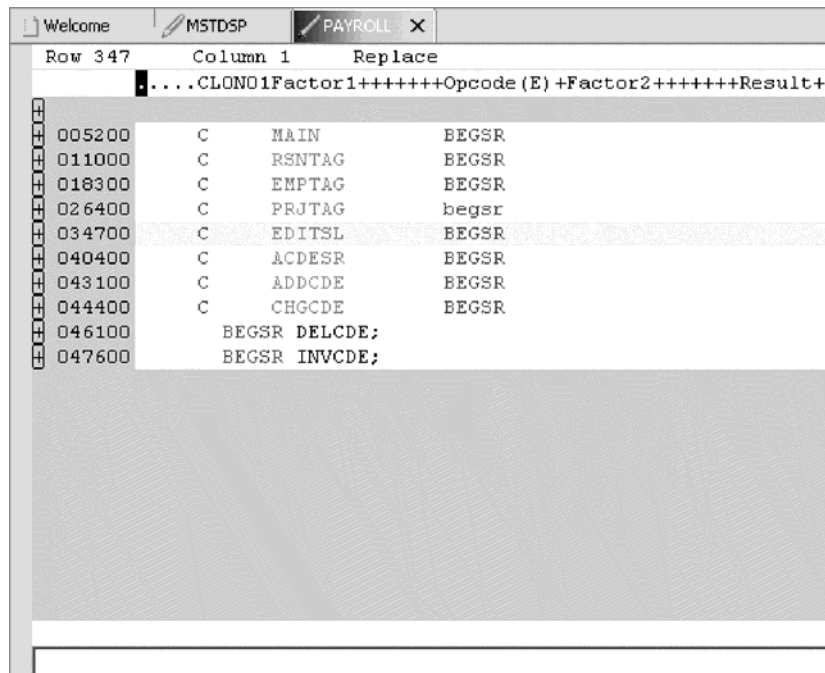 Welcome MSTDSP PAYROLL
Row 347 Column 1 Replace
.....CLON01Factor1+++++++Opcode(E)+Factor2+++++++Result+
005200 C MAIN BEGSR
011000 C RSNTAG BEGSR
018300 C EMPTAG BEGSR
026400 C PRJTAG begsr
034700 C EDITSL BEGSR
040400 C ACDESR BEGSR
043100 C ADDCDE BEGSR
044400 C CHGCDE BEGSR
046100 BEGSR DELCDE;
047600 BEGSR INVCDE;